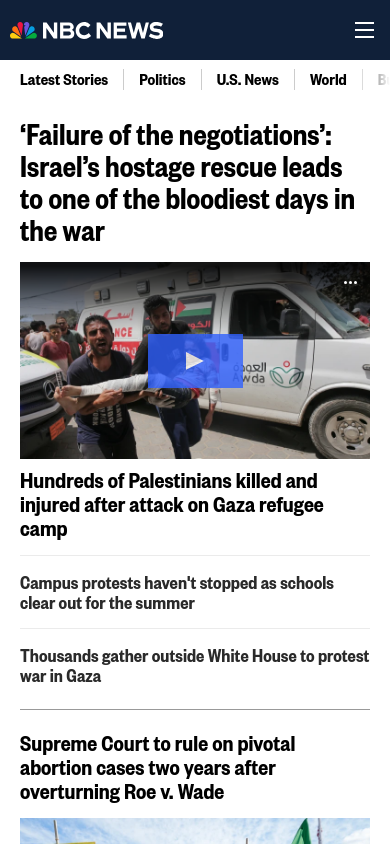 NBC NEWS
Latest Stories
Politics
U.S. News
World
‘Failure of the negotiations’:
Israel’s hostage rescue leads
to one of the bloodiest days in
the war
العودة
Awda
Hundreds of Palestinians killed and
injured after attack on Gaza refugee
camp
Campus protests haven't stopped as schools
clear out for the summer
Thousands gather outside White House to protest
war in Gaza
Supreme Court to rule on pivotal
abortion cases two years after
overturning Roe v. Wade